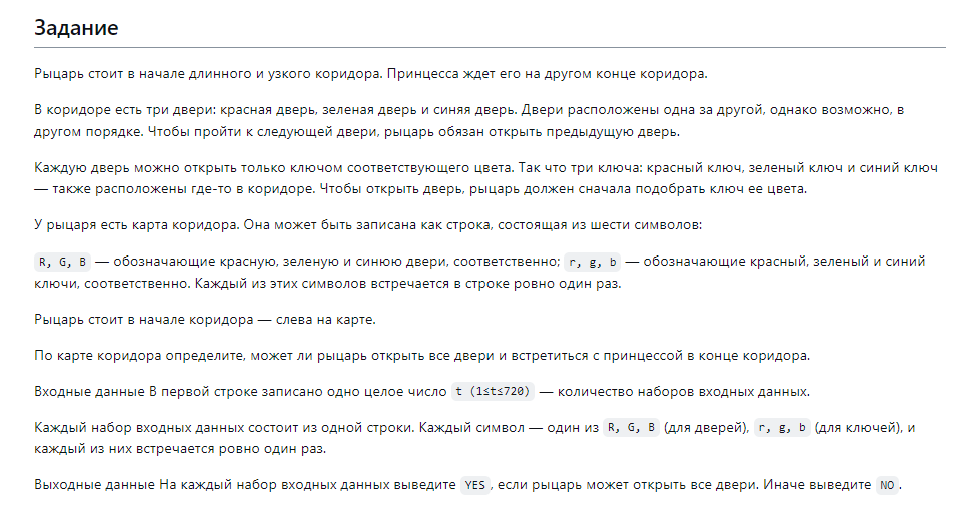 Задание
Рыцарь стоит в начале длинного и узкого коридора. Принцесса ждет его на другом конце коридора.
В коридоре есть три двери: красная дверь, зеленая дверь и синяя дверь. Двери расположены одна за другой, однако возможно, в
другом порядке. Чтобы пройти к следующей двери, рыцарь обязан открыть предыдущую дверь.
Каждую дверь можно открыть только ключом соответствующего цвета. Так что три ключа: красный ключ, зеленый ключ и синий ключ
— также расположены где-то в коридоре. Чтобы открыть дверь, рыцарь должен сначала подобрать ключ ее цвета.
У рыцаря есть карта коридора. Она может быть записана как строка, состоящая из шести символов:
R, G, B — обозначающие красную, зеленую и синюю двери, соответственно; r, g, b — обозначающие красный, зеленый и синий
ключи, соответственно. Каждый из этих символов встречается в строке ровно один раз.
Рыцарь стоит в начале коридора — слева на карте.
По карте коридора определите, может ли рыцарь открыть все двери и встретиться с принцессой в конце коридора.
Входные данные В первой строке записано одно целое число t (1≤t≤720) — количество наборов входных данных.
Каждый набор входных данных состоит из одной строки. Каждый символ — один из R, G, B (для дверей), r, g, b (для ключей), и
каждый из них встречается ровно один раз.
Выходные данные На каждый набор входных данных выведите YES, если рыцарь может открыть все двери. Иначе выведите NO.